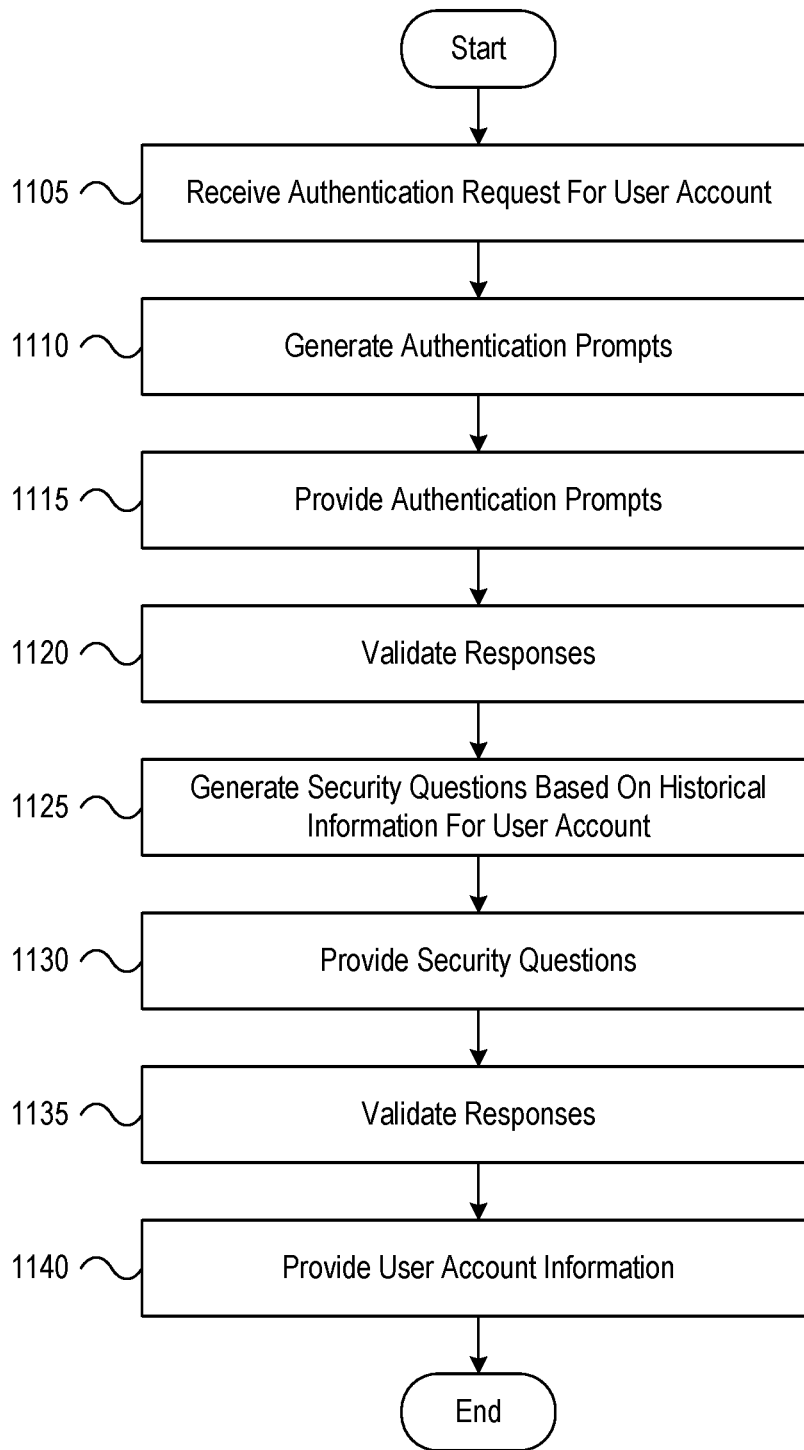 Start
1105 Receive Authentication Request For User Account
1110 Generate Authentication Prompts
1115 Provide Authentication Prompts
1120 Validate Responses
1125 Generate Security Questions Based On Historical
Information For User Account
1130 Provide Security Questions
1135 Validate Responses
1140 Provide User Account Information
End